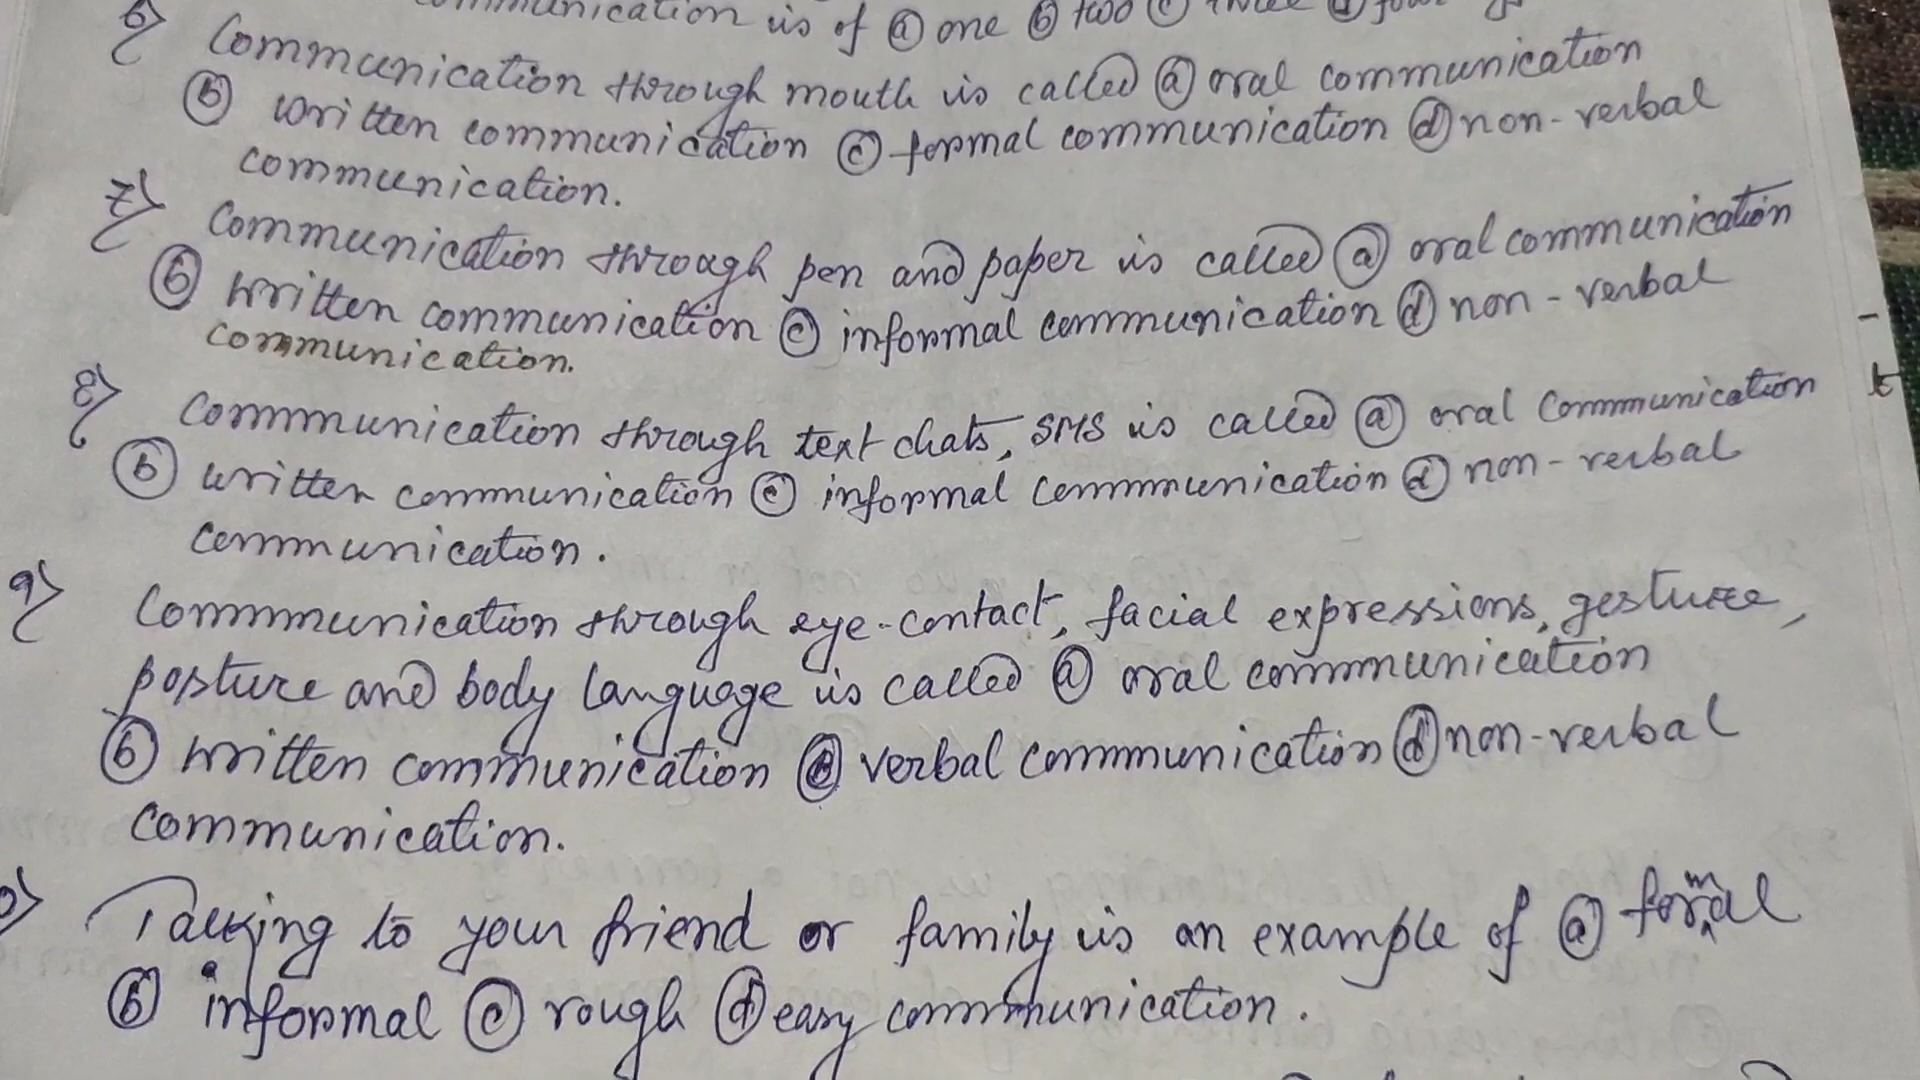 communication is of ⓐ one ⓑ two ⓒ three ⓓ four
6} Communication through mouth is called ⓐ oral communication
ⓑ written communication ⓒ formal communication ⓓ non-verbal
communication.
7} Communication through pen and paper is called ⓐ oral communication
ⓑ written communication ⓒ informal communication ⓓ non-verbal
communication.
8} Communication through text chats, SMS is called ⓐ oral communication
ⓑ written communication ⓒ informal communication ⓓ non-verbal
communication.
9} Communication through eye-contact, facial expressions, gesture,
posture and body language is called ⓐ oral communication
ⓑ written communication ⓒ verbal communication ⓓ non-verbal
communication.
Talking to your friend or family is an example of ⓐ formal
ⓑ informal ⓒ rough ⓓ easy communication.